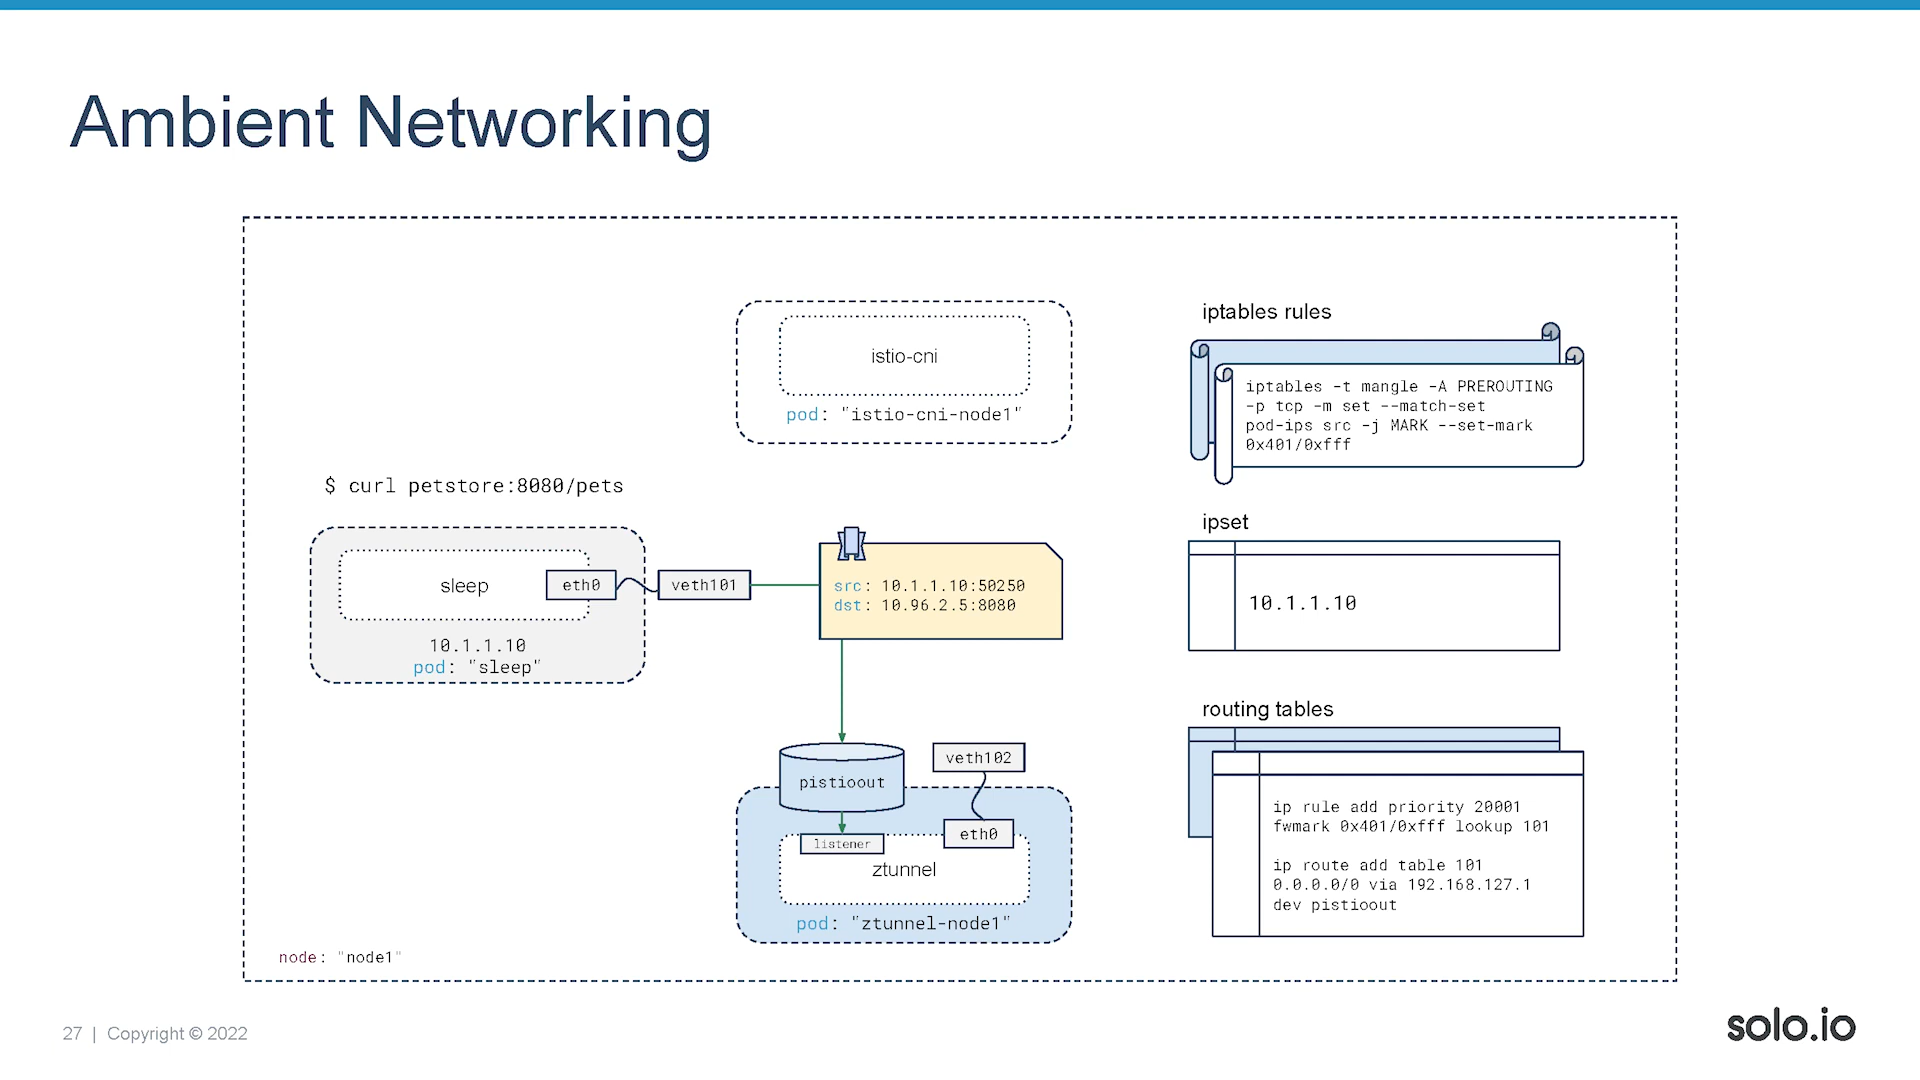 Ambient Networking
istio-cni
pod: "istio-cni-node1"
iptables rules
iptables -t mangle -A PREROUTING
-p tcp -m set --match-set
pod-ips src -j MARK --set-mark
0x401/0xfff
$ curl petstore:8080/pets
sleep
eth0
veth101
10.1.1.10
pod: "sleep"
src: 10.1.1.10:50250
dst: 10.96.2.5:8080
ipset
10.1.1.10
pistioout
veth102
listener
eth0
ztunnel
pod: "ztunnel-node1"
routing tables
ip rule add priority 20001
fwmark 0x401/0xfff lookup 101
ip route add table 101
0.0.0.0/0 via 192.168.127.1
dev pistioout
node: "node1"
27 | Copyright © 2022
solo.io